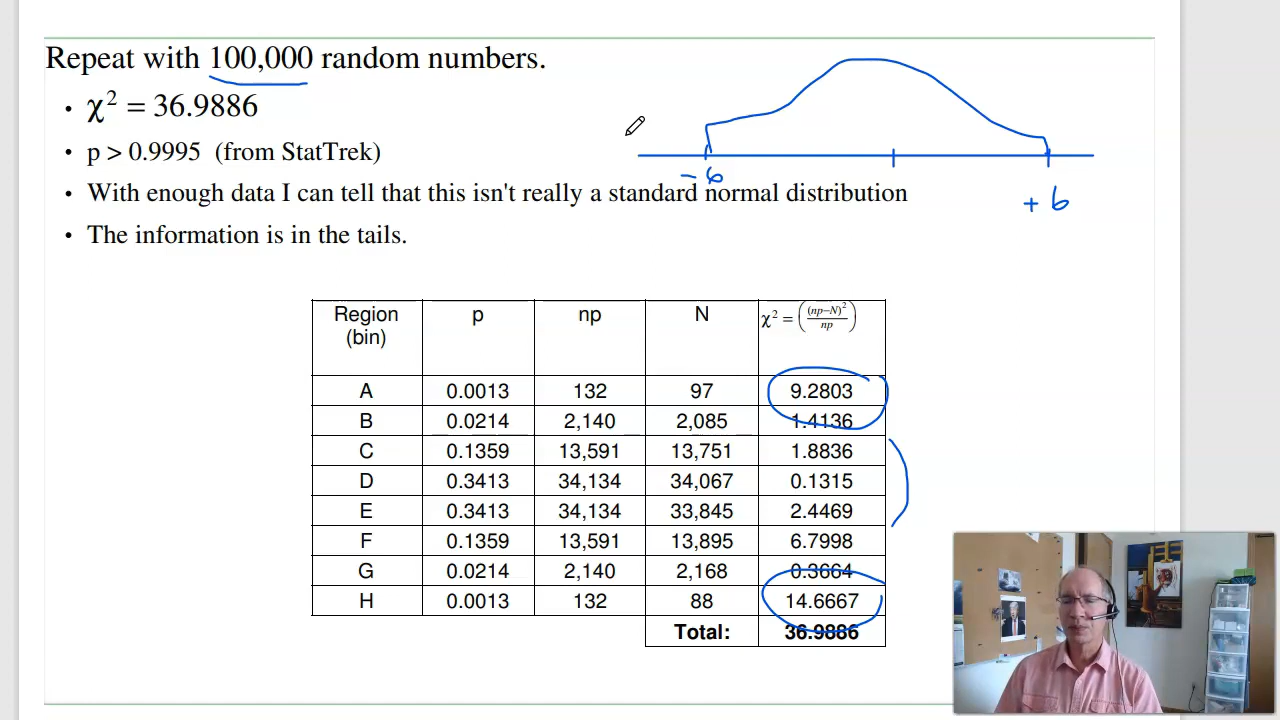 Repeat with 100,000 random numbers.
• χ² = 36.9886
• p > 0.9995 (from StatTrek)
• With enough data I can tell that this isn't really a standard normal distribution
• The information is in the tails.
- 6
+ 6
Region (bin) p np N χ² = ((np−N)²/np)
A 0.0013 132 97 9.2803
B 0.0214 2,140 2,085 1.4136
C 0.1359 13,591 13,751 1.8836
D 0.3413 34,134 34,067 0.1315
E 0.3413 34,134 33,845 2.4469
F 0.1359 13,591 13,895 6.7998
G 0.0214 2,140 2,168 0.3664
H 0.0013 132 88 14.6667
Total: 36.9886